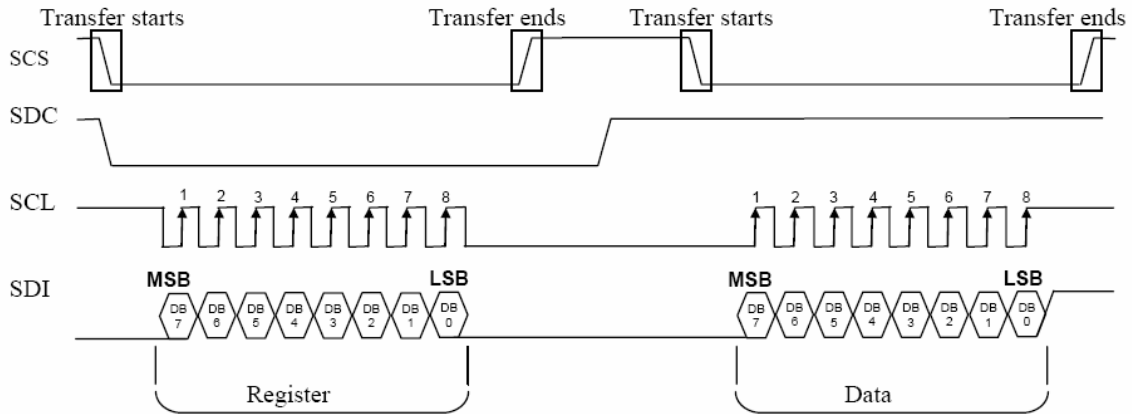 Transfer starts Transfer ends Transfer starts Transfer ends
SCS
SDC
SCL 1 2 3 4 5 6 7 8 1 2 3 4 5 6 7 8
MSB LSB MSB LSB
SDI DB 7 DB 6 DB 5 DB 4 DB 3 DB 2 DB 1 DB 0 DB 7 DB 6 DB 5 DB 4 DB 3 DB 2 DB 1 DB 0
Register Data